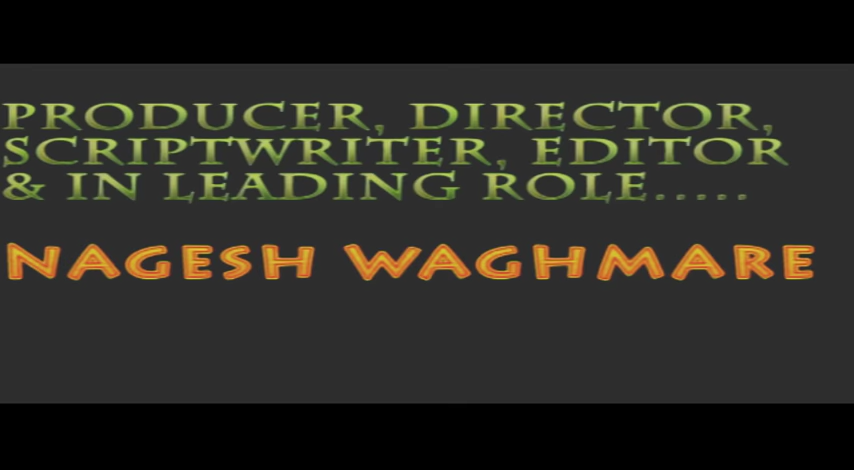 PRODUCER, DIRECTOR,
SCRIPTWRITER, EDITOR
& IN LEADING ROLE.....
NAGESH WAGHMARE